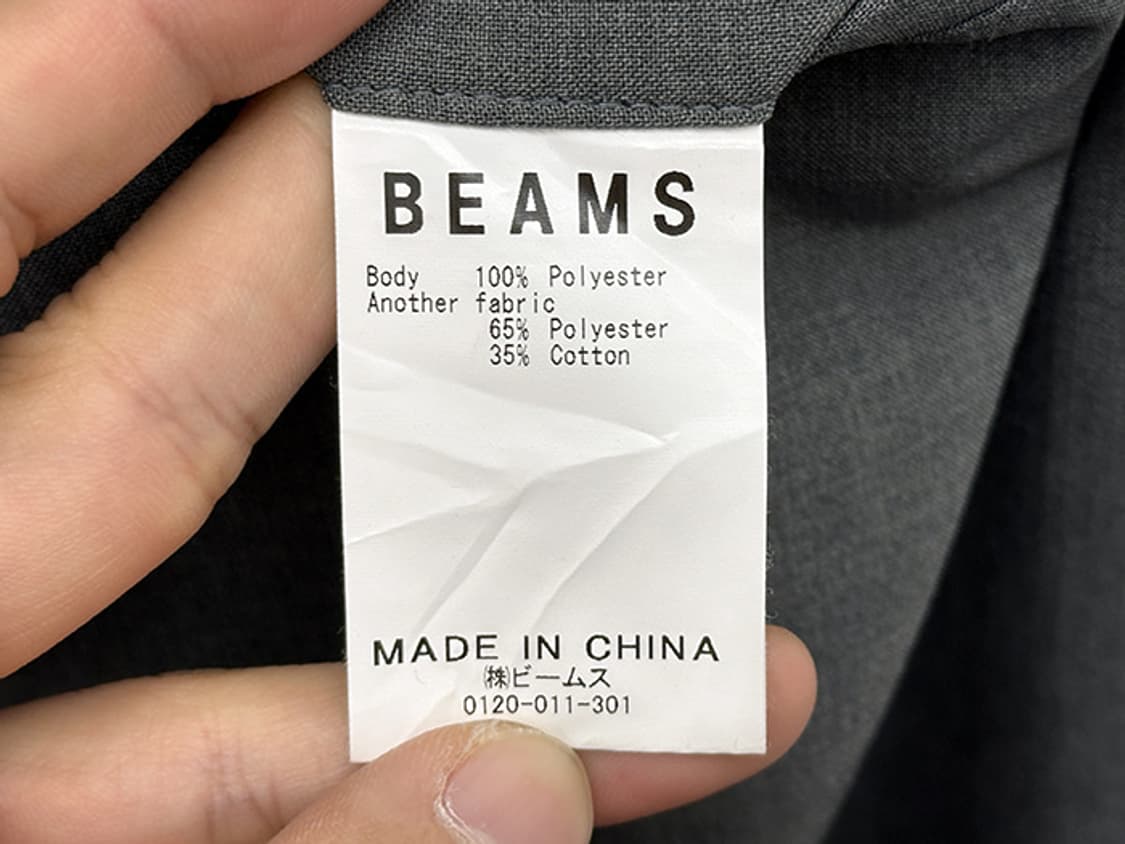 BEAMS
Body 100% Polyester
Another fabric
65% Polyester
35% Cotton
MADE IN CHINA
㈱ビームス
0120-011-301